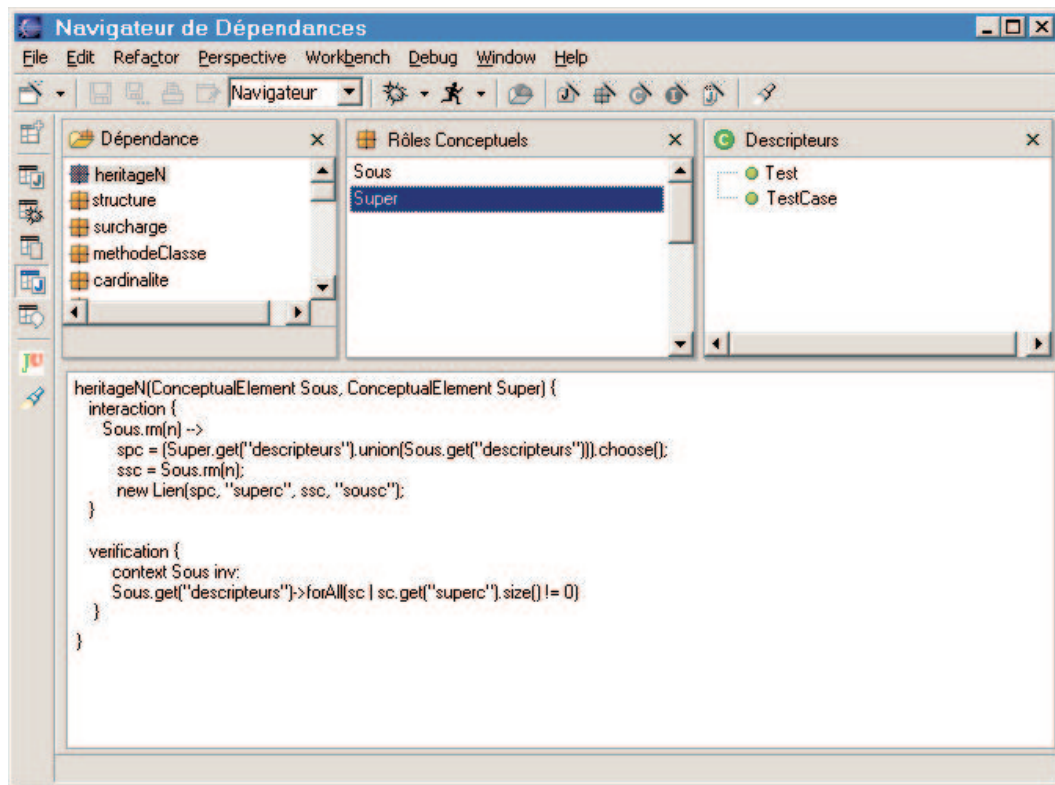 Navigateur de Dépendances
File Edit Refactor Perspective Workbench Debug Window Help
Navigateur
Dépendance
Rôles Conceptuels
Descripteurs
heritageN
structure
surcharge
methodeClasse
cardinalite
Sous
Super
Test
TestCase
heritageN(ConceptualElement Sous, ConceptualElement Super) {
interaction {
Sous.rm(n) -->
spc = (Super.get("descripteurs").union(Sous.get("descripteurs"))).choose();
ssc = Sous.rm(n);
new Lien(spc, "superc", ssc, "sousc");
}
verification {
context Sous inv:
Sous.get("descripteurs")->forAll(sc | sc.get("superc").size() != 0)
}
}